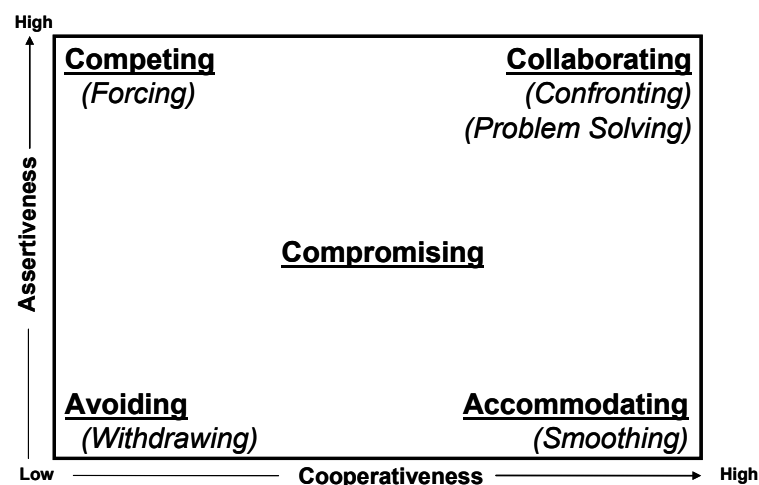 High
Competing
(Forcing)
Collaborating
(Confronting)
(Problem Solving)
Assertiveness
Compromising
Avoiding
(Withdrawing)
Accommodating
(Smoothing)
Low
Cooperativeness
High